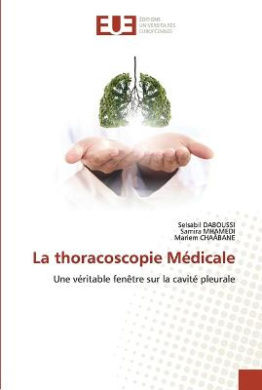 EUE
ÉDITIONS
UNIVERSITAIRES
EUROPÉENNES
Selsabil DABOUSSI
Samira MHAMEDI
Mariem CHAÂBANE
La thoracoscopie Médicale
Une véritable fenêtre sur la cavité pleurale